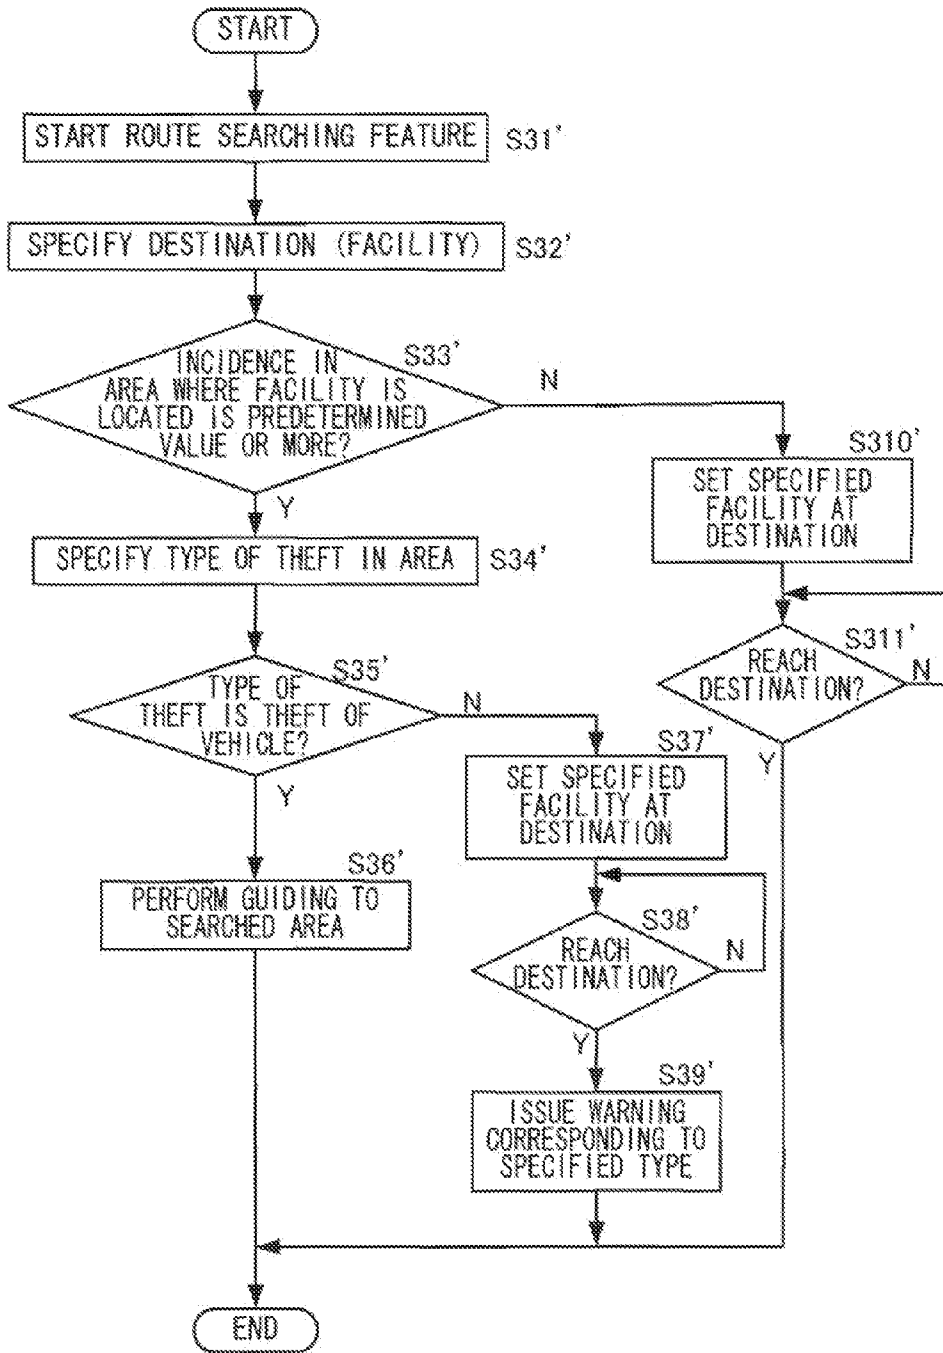 START
START ROUTE SEARCHING FEATURE
S31'
SPECIFY DESTINATION (FACILITY)
S32'
S33'
INCIDENCE IN
AREA WHERE FACILITY IS
LOCATED IS PREDETERMINED
VALUE OR MORE?
N
Y
S310'
SET SPECIFIED
FACILITY AT
DESTINATION
SPECIFY TYPE OF THEFT IN AREA
S34'
S311'
REACH
DESTINATION?
N
Y
S35'
TYPE OF
THEFT IS THEFT OF
VEHICLE?
N
Y
S37'
SET SPECIFIED
FACILITY AT
DESTINATION
S36'
PERFORM GUIDING TO
SEARCHED AREA
S38'
REACH
DESTINATION?
N
Y
S39'
ISSUE WARNING
CORRESPONDING TO
SPECIFIED TYPE
END